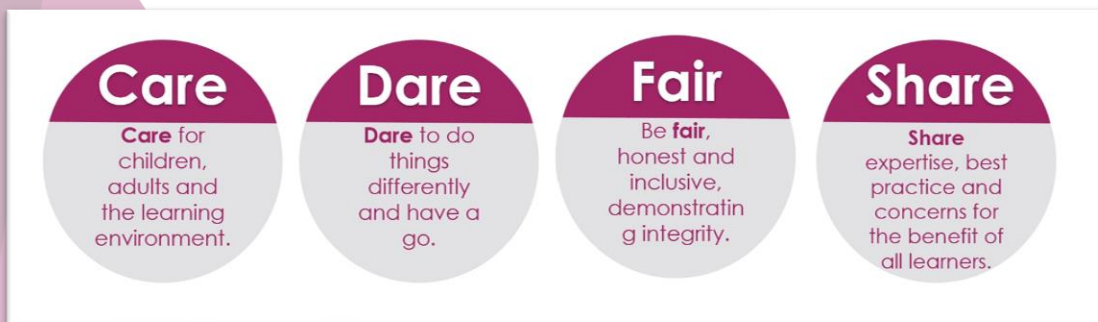 Care
Care for
children,
adults and
the learning
environment.
Dare
Dare to do
things
differently
and have a
go.
Fair
Be fair,
honest and
inclusive,
demonstratin
g integrity.
Share
Share
expertise, best
practice and
concerns for
the benefit of
all learners.